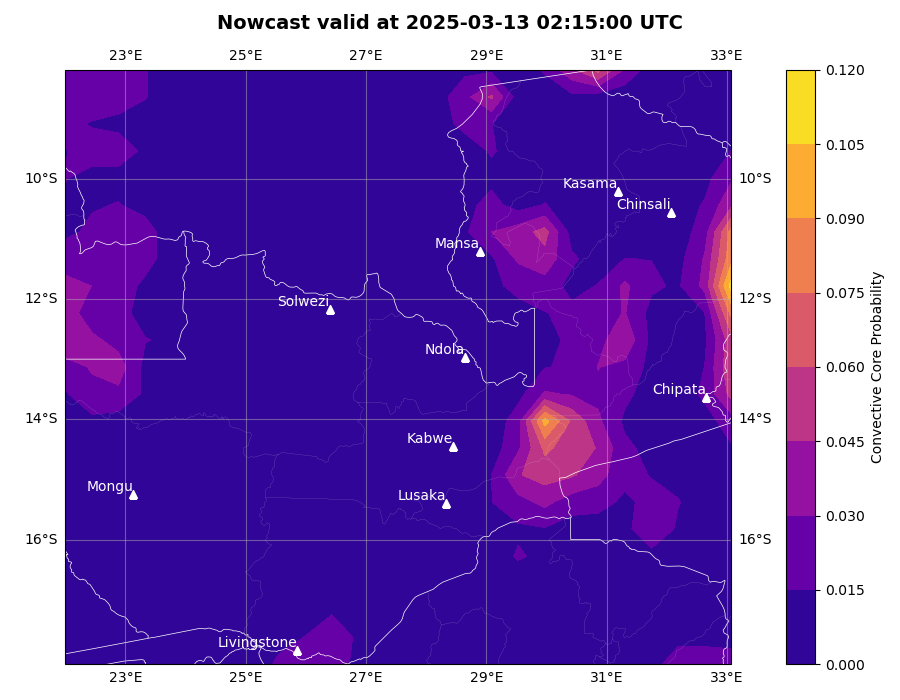 Nowcast valid at 2025-03-13 02:15:00 UTC
23°E 25°E 27°E 29°E 31°E 33°E
0.120
0.105
10°S 10°S
Kasama
Chinsali
0.090
Mansa
0.075
12°S 12°S
Solwezi
Ndola
0.060
Chipata
14°S 14°S
0.045
Kabwe
Mongu
Lusaka
0.030
16°S 16°S
0.015
Livingstone
0.000
23°E 25°E 27°E 29°E 31°E 33°E
Convective Core Probability